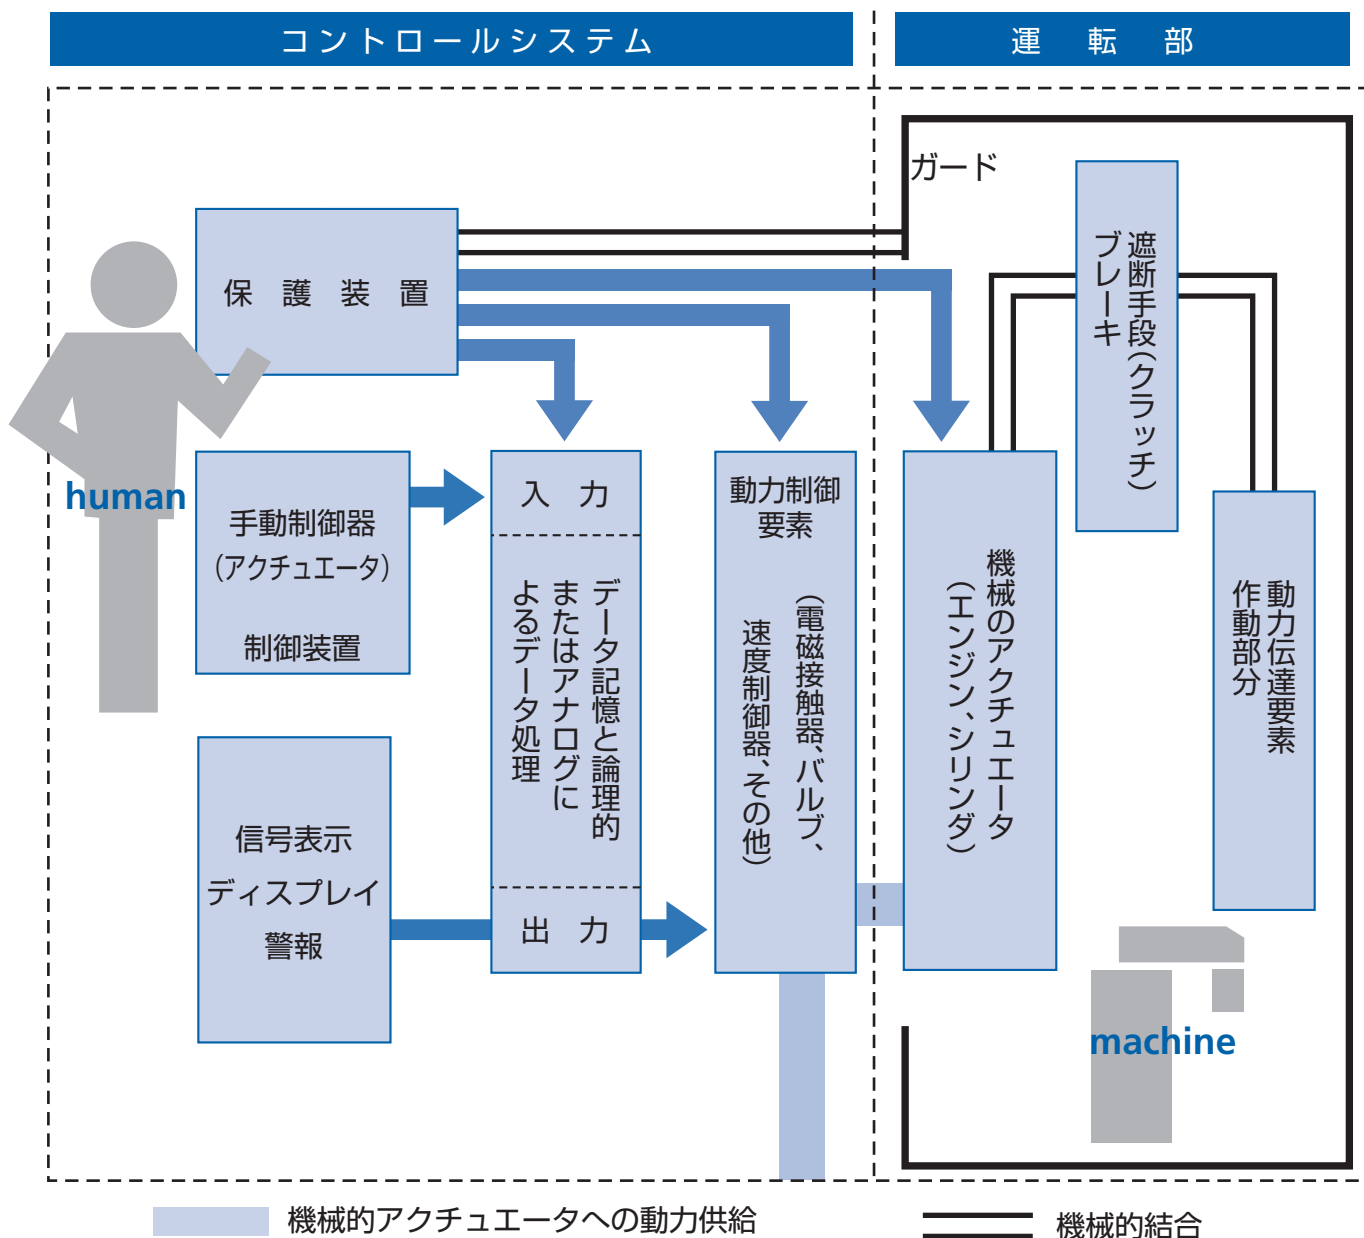 コントロールシステム
運転部
ガード
保護装置
遮断手段(クラッチ)
ブレーキ
human
手動制御器
(アクチュエータ)
制御装置
入力
データ記憶と論理的
またはアナログに
よるデータ処理
出力
動力制御
要素
(電磁接触器、バルブ、
速度制御器、その他)
機械のアクチュエータ
(エンジン、シリンダ)
動力伝達要素
作動部分
信号表示
ディスプレイ
警報
machine
機械的アクチュエータへの動力供給
機械的結合